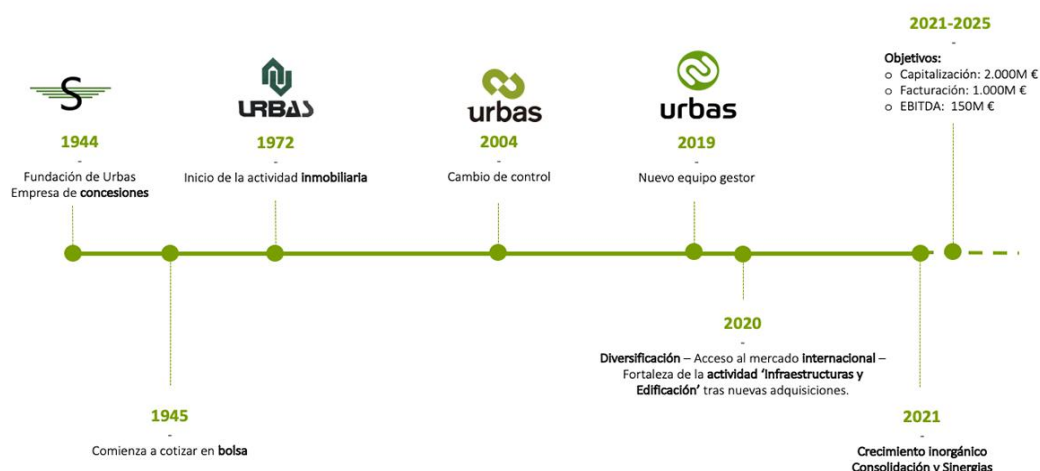 S
1944
-
Fundación de Urbas
Empresa de concesiones
URBAS
1972
-
Inicio de la actividad inmobiliaria
urbas
2004
-
Cambio de control
urbas
2019
-
Nuevo equipo gestor
2021-2025
-
Objetivos:
o Capitalización: 2.000M €
o Facturación: 1.000M €
o EBITDA: 150M €
1945
-
Comienza a cotizar en bolsa
2020
-
Diversificación – Acceso al mercado internacional –
Fortaleza de la actividad ‘Infraestructuras y
Edificación’ tras nuevas adquisiciones.
2021
-
Crecimiento inorgánico
Consolidación y Sinergias